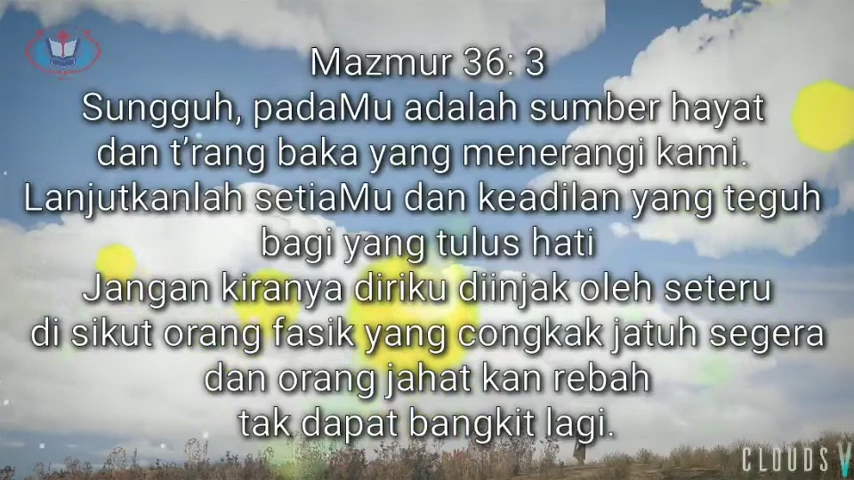 Mazmur 36: 3
Sungguh, padaMu adalah sumber hayat
dan t'rang baka yang menerangi kami.
Lanjutkanlah setiaMu dan keadilan yang teguh
bagi yang tulus hati
Jangan kiranya diriku diinjak oleh seteru
di sikut orang fasik yang congkak jatuh segera
dan orang jahat kan rebah
tak dapat bangkit lagi.
CLOUDS V